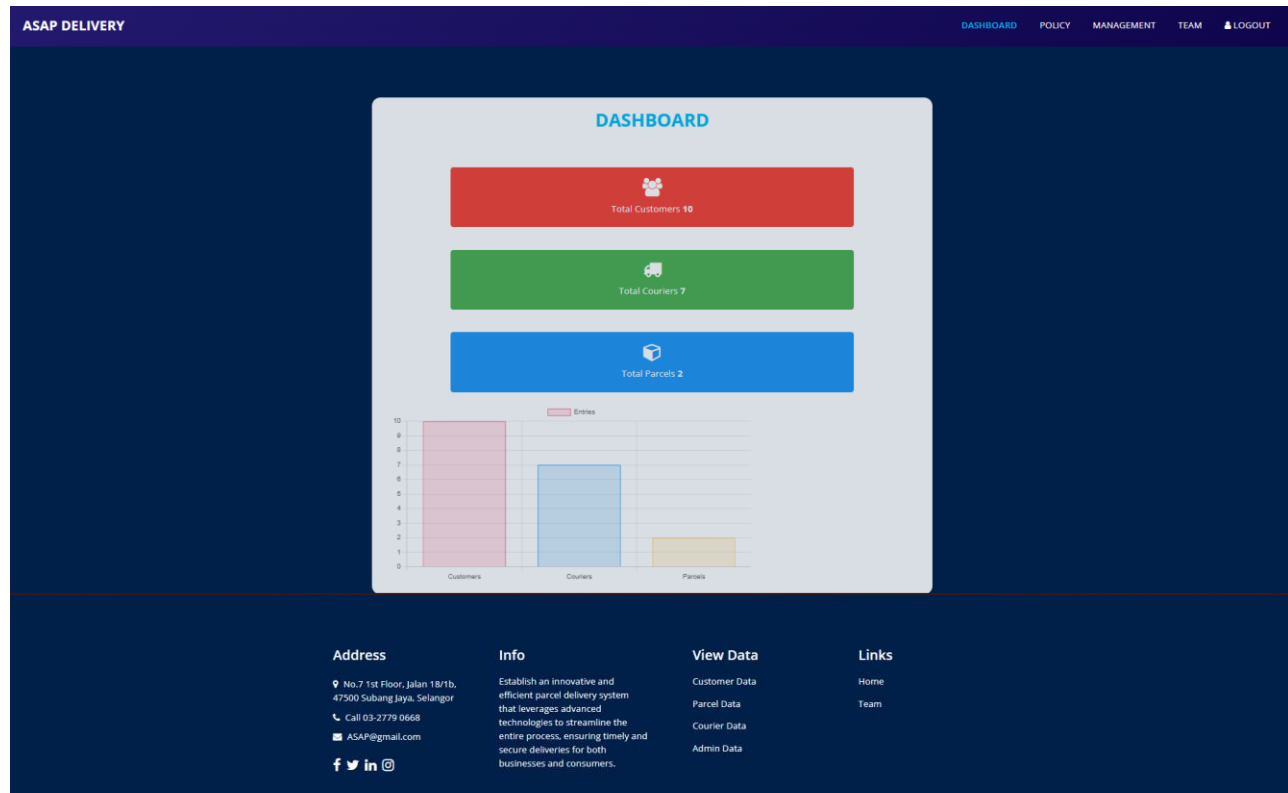 ASAP DELIVERY
DASHBOARD
POLICY
MANAGEMENT
TEAM
LOGOUT
DASHBOARD
Total Customers 10
Total Couriers 7
Total Parcels 2
Entries
10
9
8
7
6
5
4
3
2
1
0
Customers
Couriers
Parcels
Address
No.7 1st Floor, Jalan 18/1b,
47500 Subang Jaya, Selangor
Call 03-2779 0668
ASAP@gmail.com
Info
Establish an innovative and
efficient parcel delivery system
that leverages advanced
technologies to streamline the
entire process, ensuring timely and
secure deliveries for both
businesses and consumers.
View Data
Customer Data
Parcel Data
Courier Data
Admin Data
Links
Home
Team